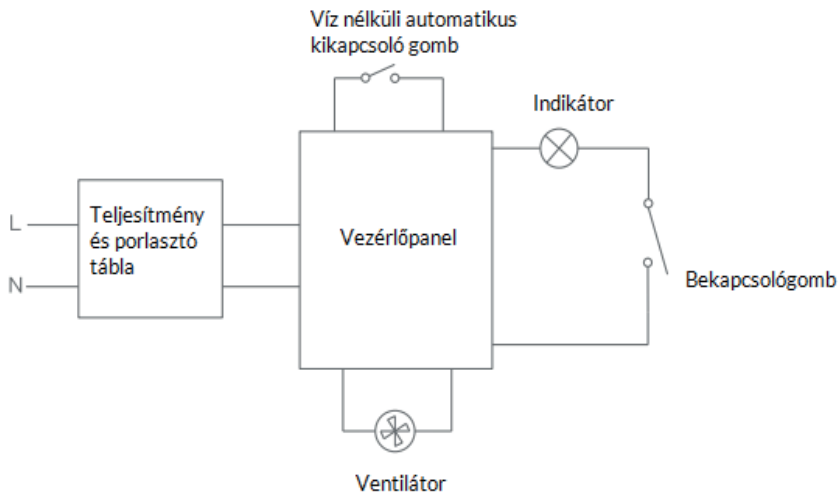 Víz nélküli automatikus
kikapcsoló gomb
Indikátor
L
N
Teljesítmény
és porlasztó
tábla
Vezérlőpanel
Bekapcsológomb
Ventilátor